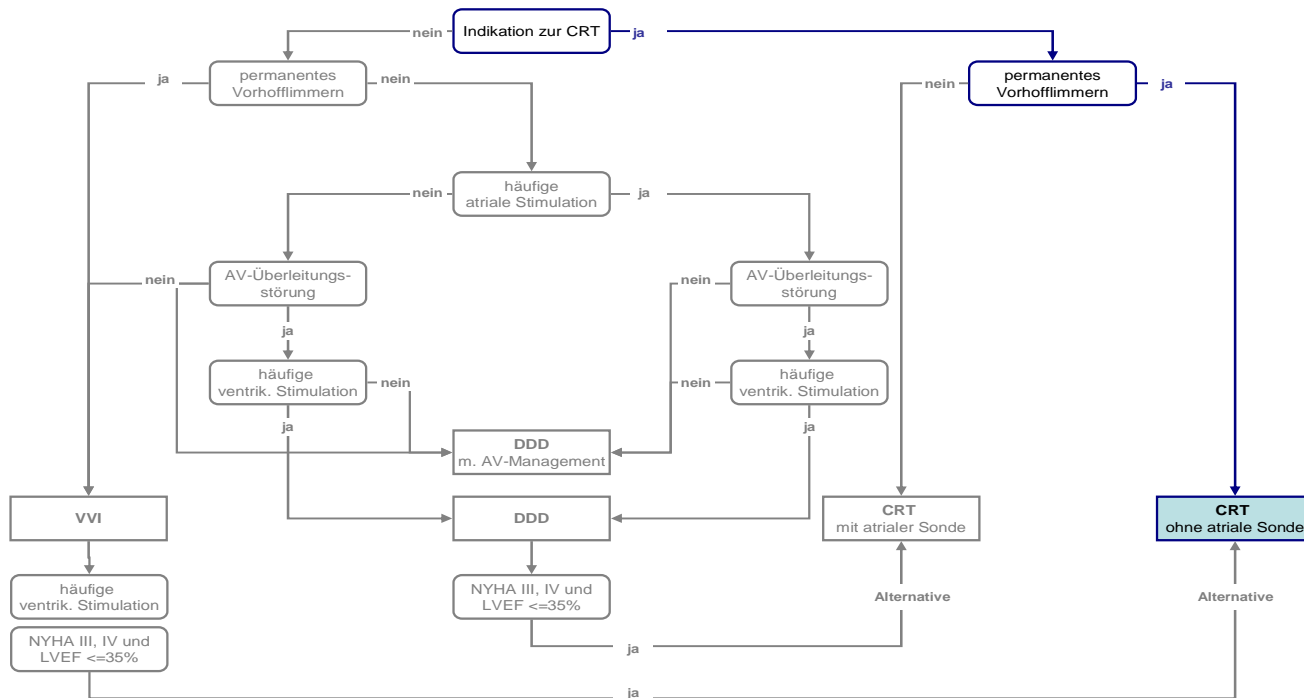 nein
Indikation zur CRT
ja
ja
permanentes
Vorhofflimmern
nein
nein
permanentes
Vorhofflimmern
ja
nein
häufige
atriale Stimulation
ja
nein
AV-Überleitungs-
störung
nein
AV-Überleitungs-
störung
ja
ja
häufige
ventrik. Stimulation
nein
nein
häufige
ventrik. Stimulation
ja
ja
DDD
m. AV-Management
VVI
DDD
CRT
mit atrialer Sonde
CRT
ohne atriale Sonde
häufige
ventrik. Stimulation
NYHA III, IV und
LVEF <=35%
Alternative
Alternative
NYHA III, IV und
LVEF <=35%
ja
ja